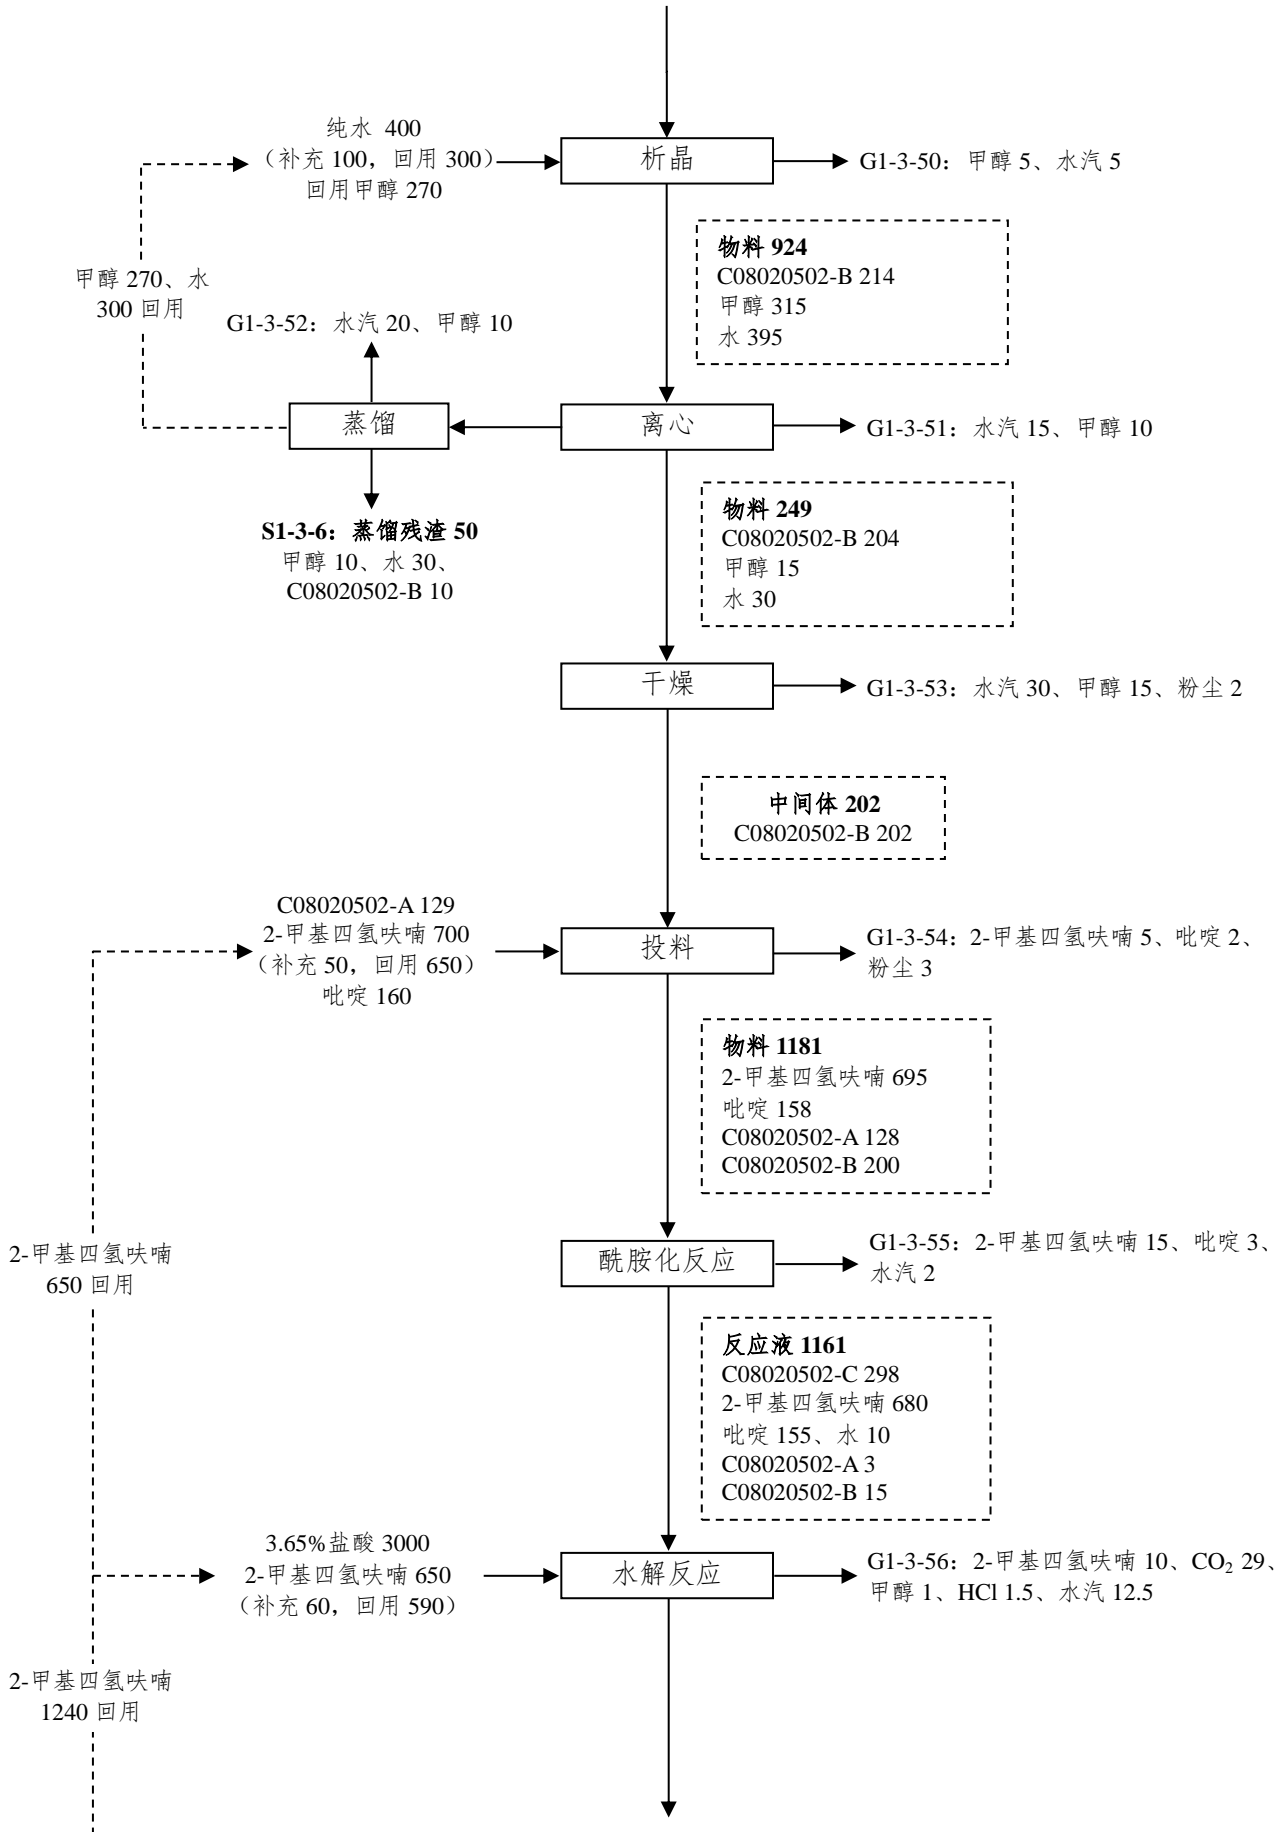 纯水 400
（补充 100，回用 300）
回用甲醇 270
析晶
G1-3-50：甲醇 5、水汽 5
物料 924
C08020502-B 214
甲醇 315
水 395
甲醇 270、水
300 回用
G1-3-52：水汽 20、甲醇 10
蒸馏
离心
G1-3-51：水汽 15、甲醇 10
S1-3-6：蒸馏残渣 50
甲醇 10、水 30、
C08020502-B 10
物料 249
C08020502-B 204
甲醇 15
水 30
干燥
G1-3-53：水汽 30、甲醇 15、粉尘 2
中间体 202
C08020502-B 202
C08020502-A 129
2-甲基四氢呋喃 700
（补充 50，回用 650）
吡啶 160
投料
G1-3-54：2-甲基四氢呋喃 5、吡啶 2、
粉尘 3
物料 1181
2-甲基四氢呋喃 695
吡啶 158
C08020502-A 128
C08020502-B 200
2-甲基四氢呋喃
650 回用
酰胺化反应
G1-3-55：2-甲基四氢呋喃 15、吡啶 3、
水汽 2
反应液 1161
C08020502-C 298
2-甲基四氢呋喃 680
吡啶 155、水 10
C08020502-A 3
C08020502-B 15
3.65%盐酸 3000
2-甲基四氢呋喃 650
（补充 60，回用 590）
水解反应
G1-3-56：2-甲基四氢呋喃 10、CO₂ 29、
甲醇 1、HCl 1.5、水汽 12.5
2-甲基四氢呋喃
1240 回用